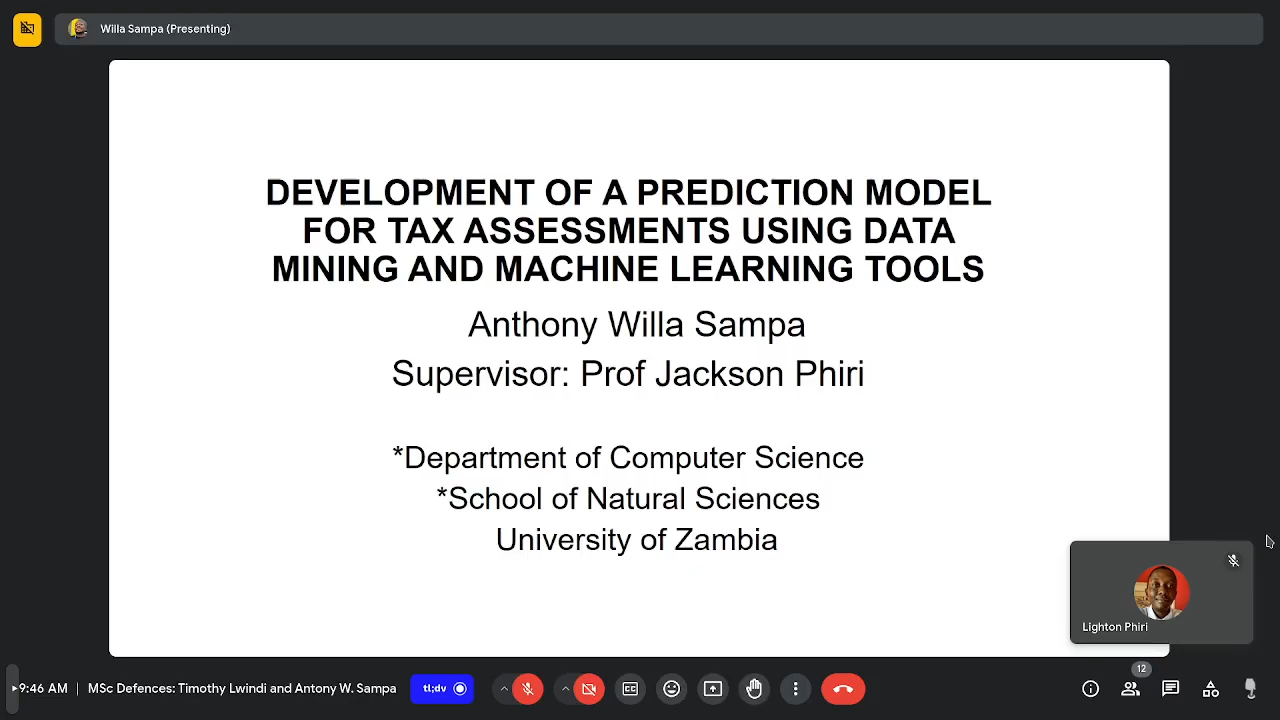 Willa Sampa (Presenting)
DEVELOPMENT OF A PREDICTION MODEL
FOR TAX ASSESSMENTS USING DATA
MINING AND MACHINE LEARNING TOOLS
Anthony Willa Sampa
Supervisor: Prof Jackson Phiri
*Department of Computer Science
*School of Natural Sciences
University of Zambia
Lighton Phiri
12
9:46 AM | MSc Defences: Timothy Lwindi and Antony W. Sampa
tl;dv
CC